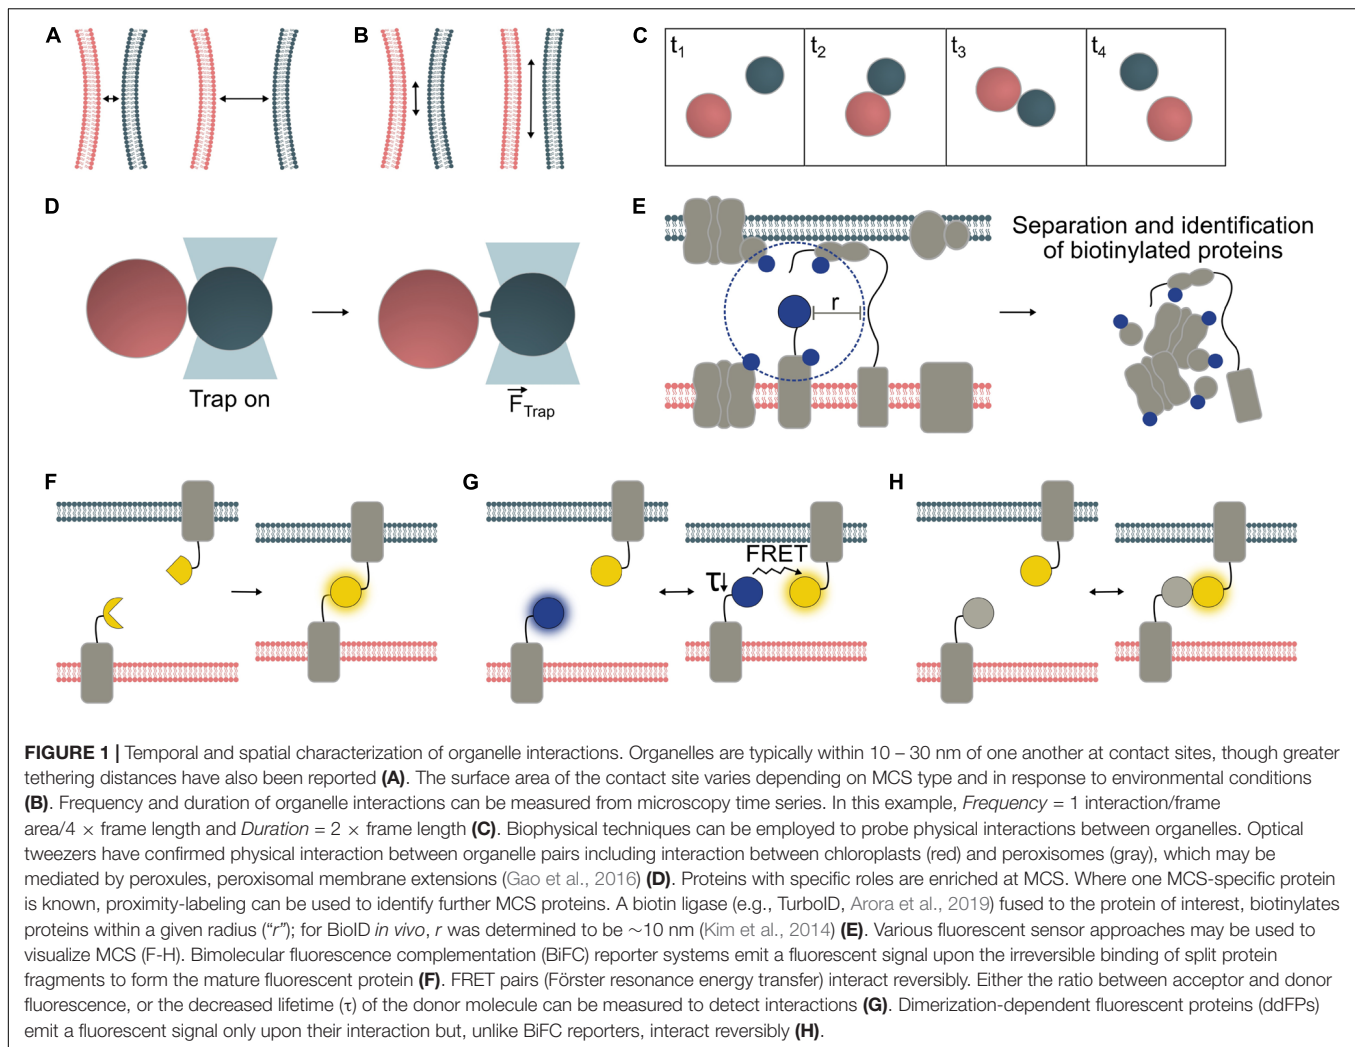 A
B
C
t1
t2
t3
t4
D
Trap on
F Trap
E
r
Separation and identification
of biotinylated proteins
F
G
τ
FRET
H
FIGURE 1 | Temporal and spatial characterization of organelle interactions. Organelles are typically within 10 – 30 nm of one another at contact sites, though greater
tethering distances have also been reported (A). The surface area of the contact site varies depending on MCS type and in response to environmental conditions
(B). Frequency and duration of organelle interactions can be measured from microscopy time series. In this example, Frequency = 1 interaction/frame
area/4 × frame length and Duration = 2 × frame length (C). Biophysical techniques can be employed to probe physical interactions between organelles. Optical
tweezers have confirmed physical interaction between organelle pairs including interaction between chloroplasts (red) and peroxisomes (gray), which may be
mediated by peroxules, peroxisomal membrane extensions (Gao et al., 2016) (D). Proteins with specific roles are enriched at MCS. Where one MCS-specific protein
is known, proximity-labeling can be used to identify further MCS proteins. A biotin ligase (e.g., TurboID, Arora et al., 2019) fused to the protein of interest, biotinylates
proteins within a given radius (“r”); for BioID in vivo, r was determined to be ∼10 nm (Kim et al., 2014) (E). Various fluorescent sensor approaches may be used to
visualize MCS (F-H). Bimolecular fluorescence complementation (BiFC) reporter systems emit a fluorescent signal upon the irreversible binding of split protein
fragments to form the mature fluorescent protein (F). FRET pairs (Förster resonance energy transfer) interact reversibly. Either the ratio between acceptor and donor
fluorescence, or the decreased lifetime (τ) of the donor molecule can be measured to detect interactions (G). Dimerization-dependent fluorescent proteins (ddFPs)
emit a fluorescent signal only upon their interaction but, unlike BiFC reporters, interact reversibly (H).